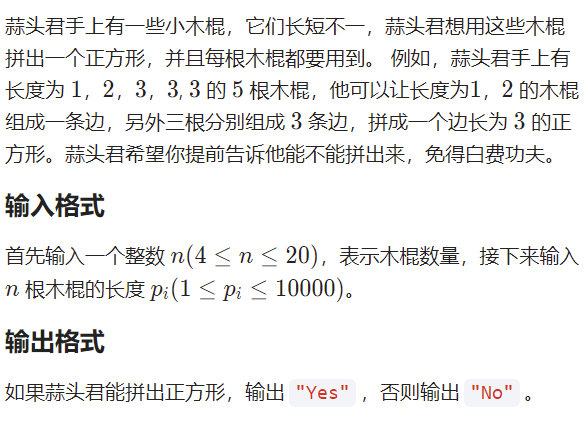 蒜头君手上有一些小木棍，它们长短不一，蒜头君想用这些木棍
拼出一个正方形，并且每根木棍都要用到。 例如，蒜头君手上有
长度为 1，2，3，3, 3 的 5 根木棍，他可以让长度为1，2 的木棍
组成一条边，另外三根分别组成 3 条边，拼成一个边长为 3 的正
方形。蒜头君希望你提前告诉他能不能拼出来，免得白费功夫。
输入格式
首先输入一个整数 n(4 ≤ n ≤ 20)，表示木棍数量，接下来输入
n 根木棍的长度 p_i(1 ≤ p_i ≤ 10000)。
输出格式
如果蒜头君能拼出正方形，输出 "Yes" ，否则输出 "No" 。